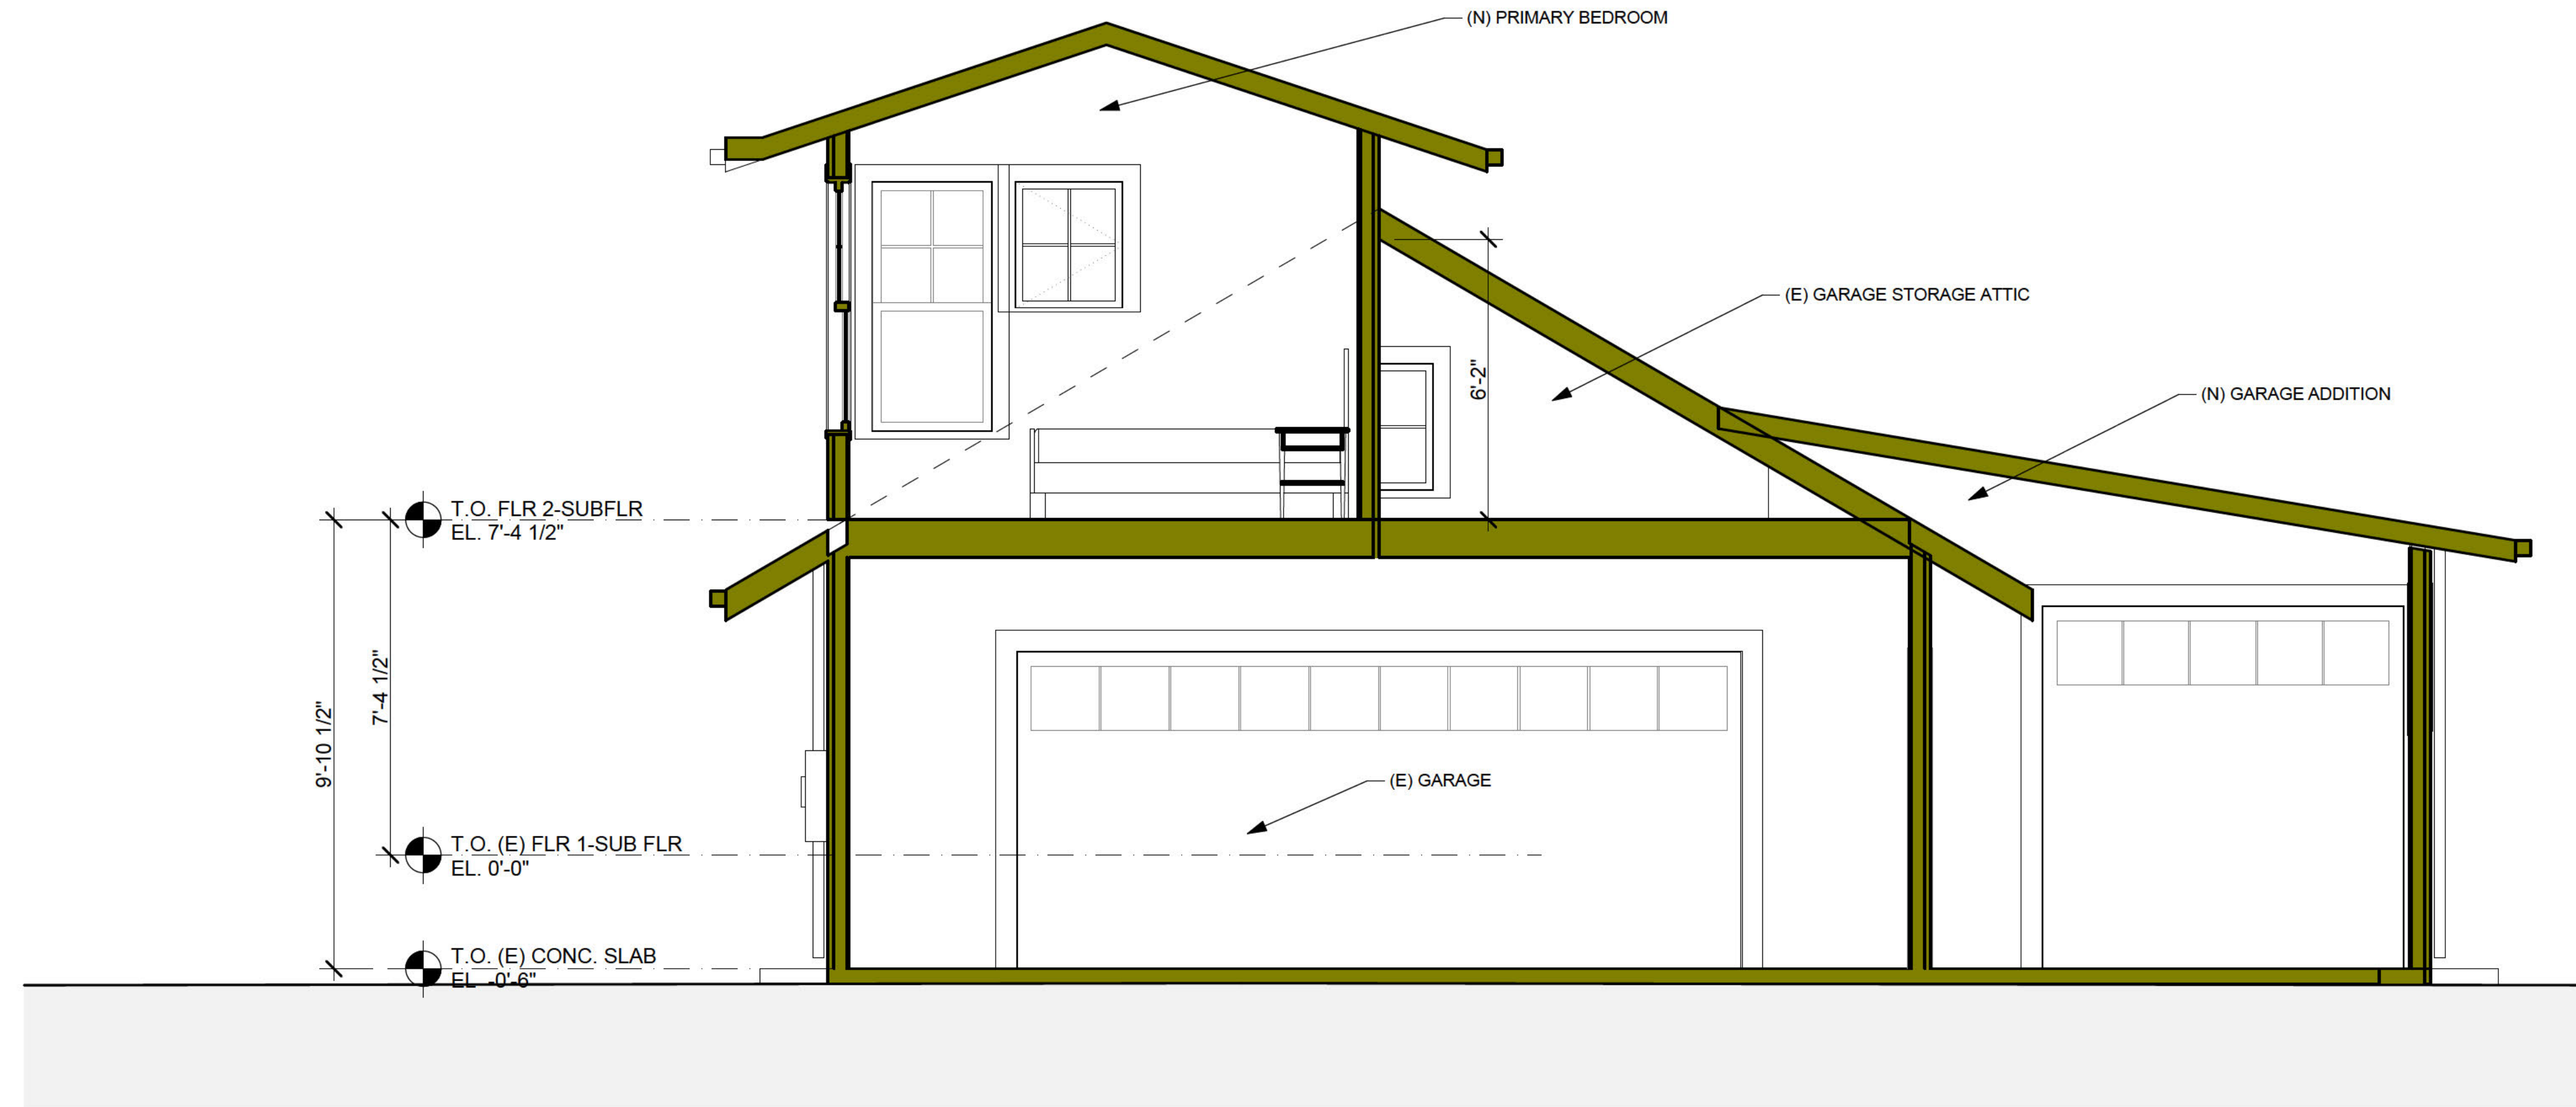 (N) PRIMARY BEDROOM
(E) GARAGE STORAGE ATTIC
6'-2"
(N) GARAGE ADDITION
T.O. FLR 2-SUBFLR
EL. 7'-4 1/2"
7'-4 1/2"
9'-10 1/2"
(E) GARAGE
T.O. (E) FLR 1-SUB FLR
EL. 0'-0"
T.O. (E) CONC. SLAB
EL -0'-6"